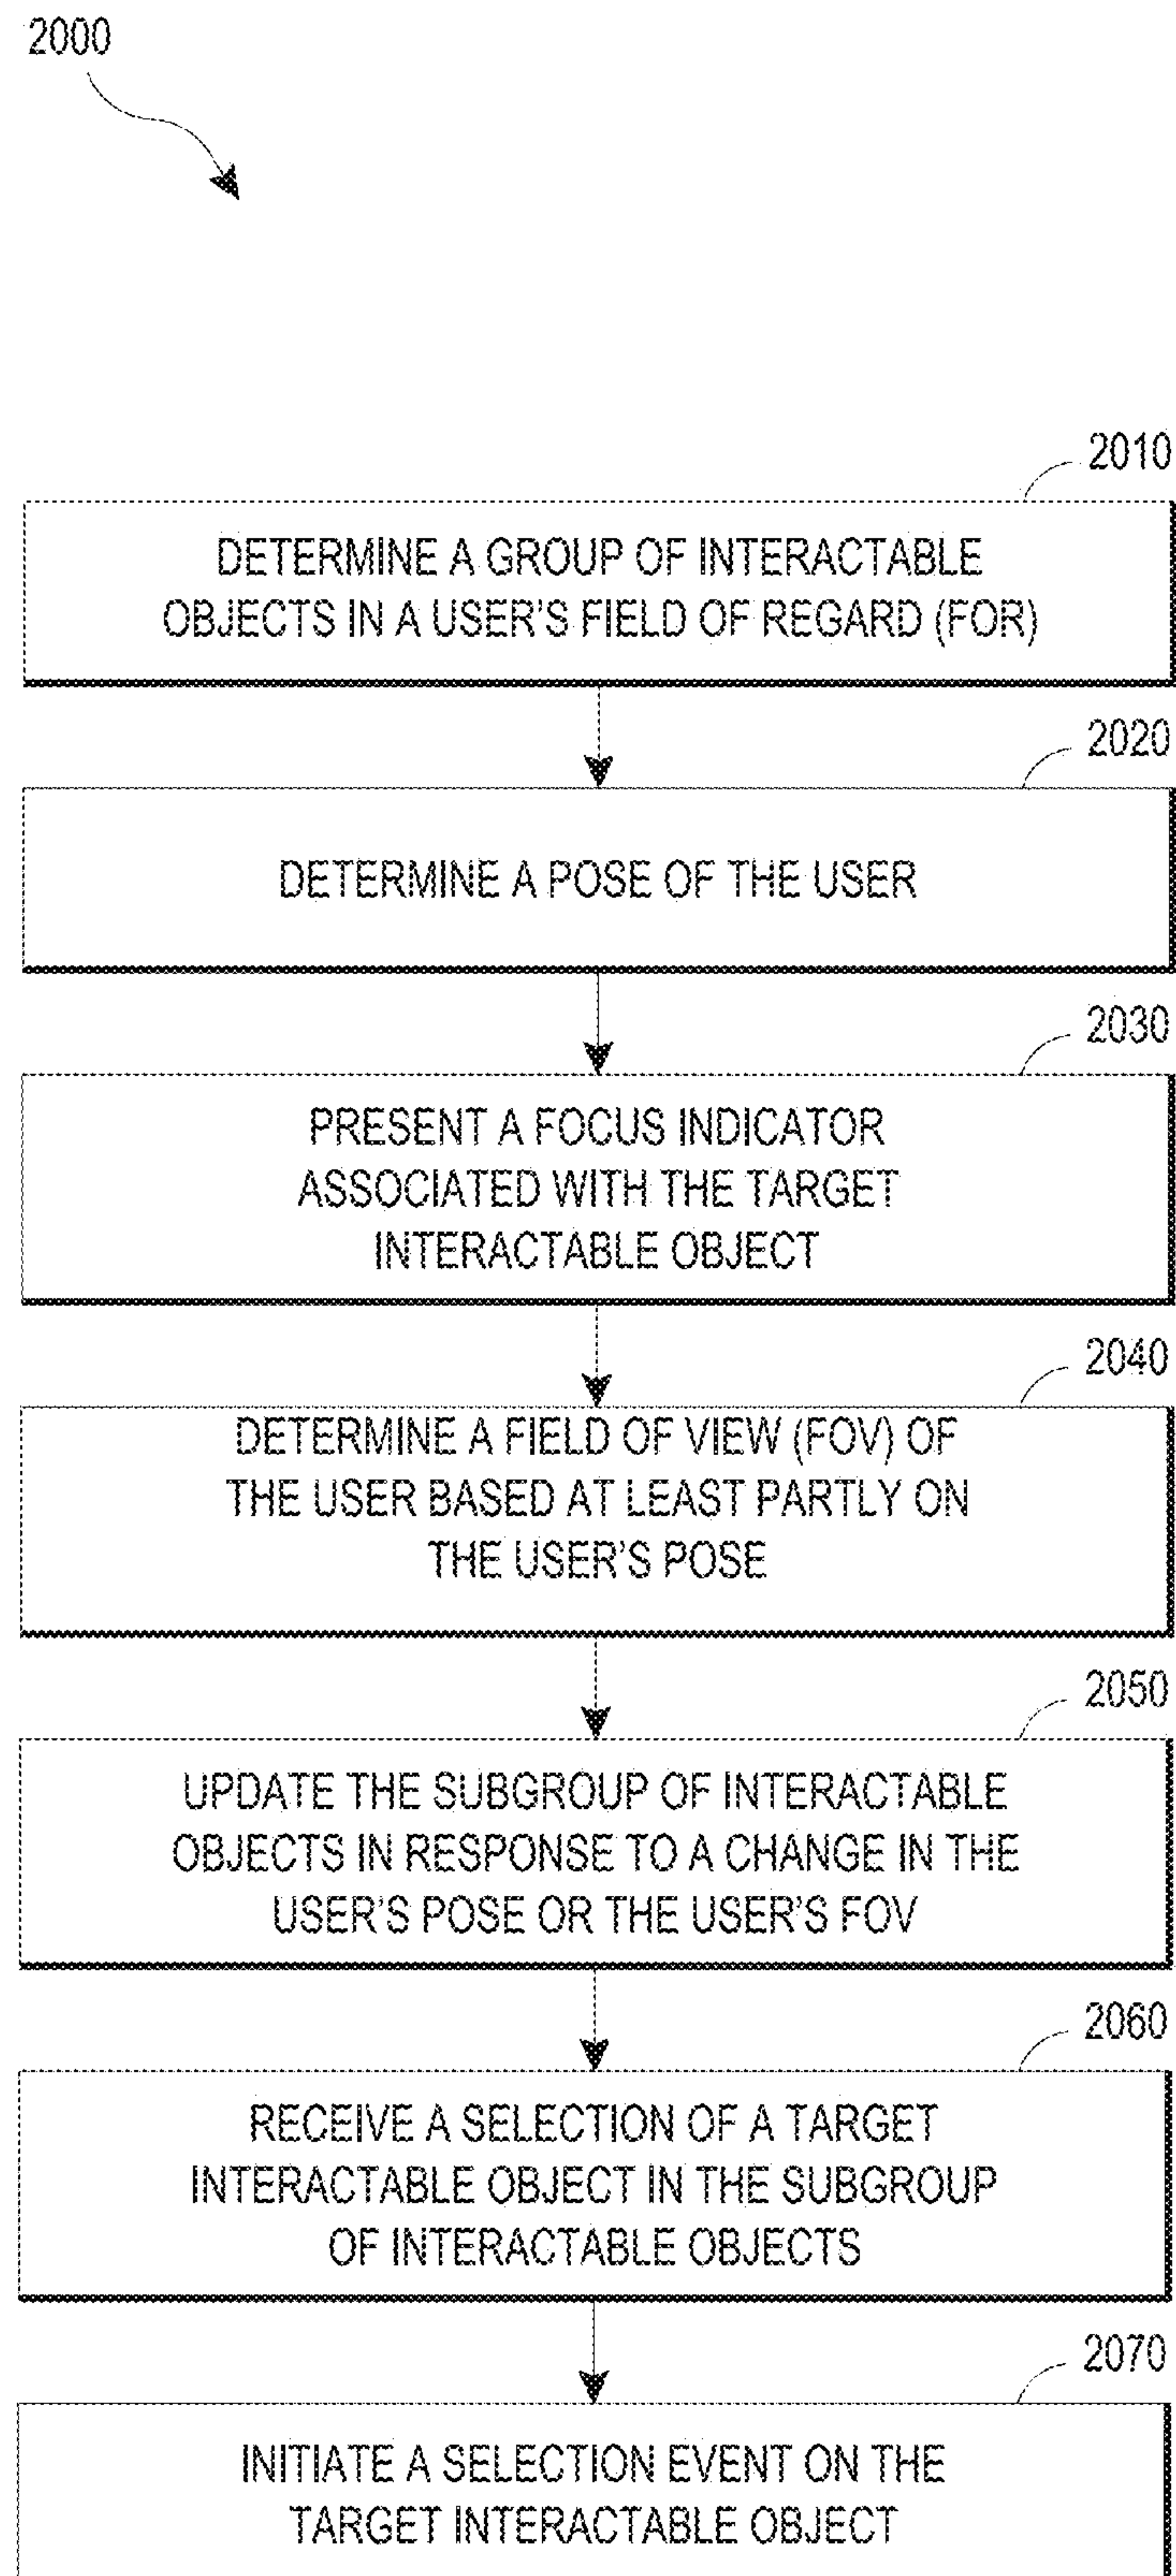 2000
2010
DETERMINE A GROUP OF INTERACTABLE
OBJECTS IN A USER'S FIELD OF REGARD (FOR)
2020
DETERMINE A POSE OF THE USER
2030
PRESENT A FOCUS INDICATOR
ASSOCIATED WITH THE TARGET
INTERACTABLE OBJECT
2040
DETERMINE A FIELD OF VIEW (FOV) OF
THE USER BASED AT LEAST PARTLY ON
THE USER'S POSE
2050
UPDATE THE SUBGROUP OF INTERACTABLE
OBJECTS IN RESPONSE TO A CHANGE IN THE
USER'S POSE OR THE USER'S FOV
2060
RECEIVE A SELECTION OF A TARGET
INTERACTABLE OBJECT IN THE SUBGROUP
OF INTERACTABLE OBJECTS
2070
INITIATE A SELECTION EVENT ON THE
TARGET INTERACTABLE OBJECT